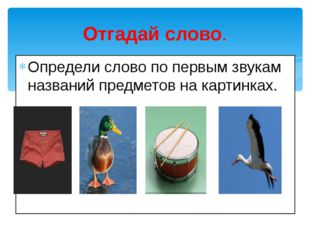 Отгадай слово.
Определи слово по первым звукам
названий предметов на картинках.